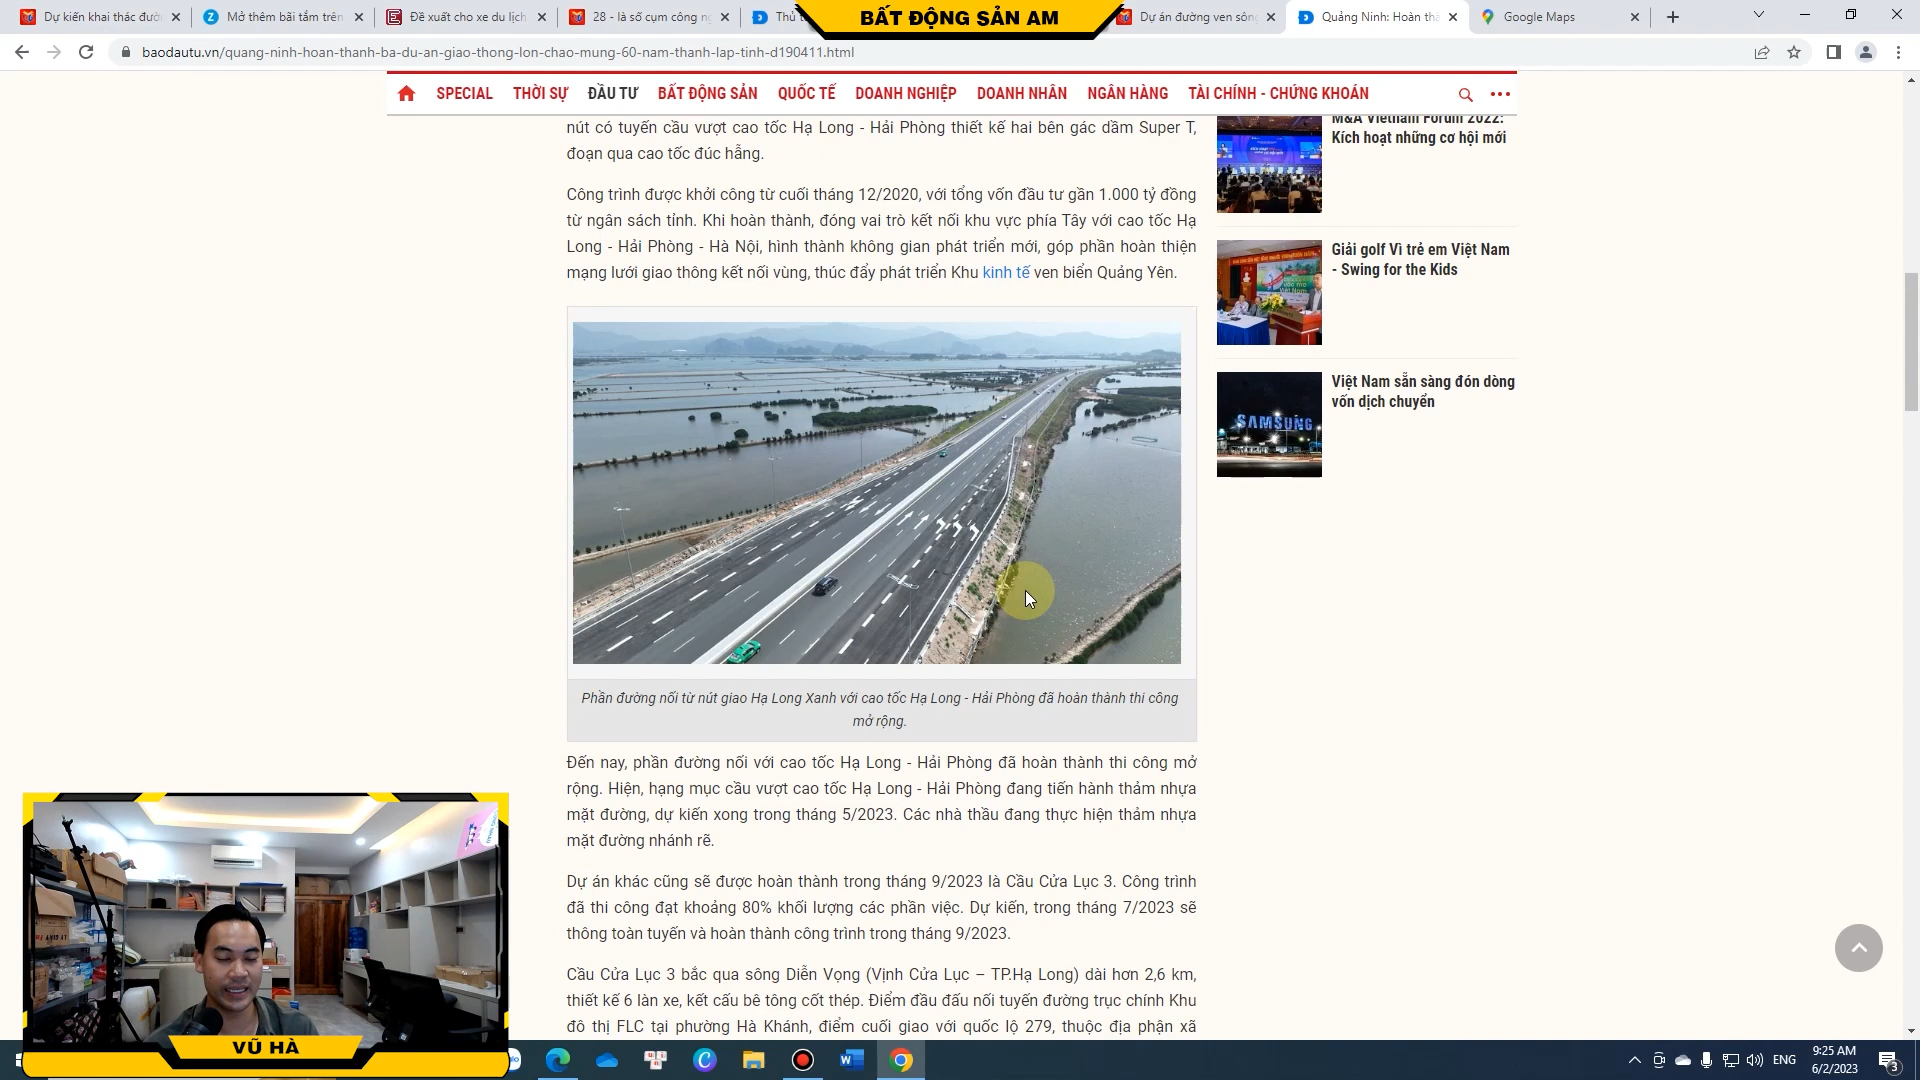 Dự kiến khai thác đườ
Mở thêm bãi tắm trên
Đề xuất cho xe du lịch
28 - là số cụm công n
Thủ t
BẤT ĐỘNG SẢN AM
Dự án đường ven sông
Quảng Ninh: Hoàn thà
Google Maps
baodautu.vn/quang-ninh-hoan-thanh-ba-du-an-giao-thong-lon-chao-mung-60-nam-thanh-lap-tinh-d190411.html
SPECIAL THỜI SỰ ĐẦU TƯ BẤT ĐỘNG SẢN QUỐC TẾ DOANH NGHIỆP DOANH NHÂN NGÂN HÀNG TÀI CHÍNH - CHỨNG KHOÁN
nút có tuyến cầu vượt cao tốc Hạ Long - Hải Phòng thiết kế hai bên gác dầm Super T,
đoạn qua cao tốc đúc hẫng.
Công trình được khởi công từ cuối tháng 12/2020, với tổng vốn đầu tư gần 1.000 tỷ đồng
từ ngân sách tỉnh. Khi hoàn thành, đóng vai trò kết nối khu vực phía Tây với cao tốc Hạ
Long - Hải Phòng - Hà Nội, hình thành không gian phát triển mới, góp phần hoàn thiện
mạng lưới giao thông kết nối vùng, thúc đẩy phát triển Khu kinh tế ven biển Quảng Yên.
Phần đường nối từ nút giao Hạ Long Xanh với cao tốc Hạ Long - Hải Phòng đã hoàn thành thi công
mở rộng.
Đến nay, phần đường nối với cao tốc Hạ Long - Hải Phòng đã hoàn thành thi công mở
rộng. Hiện, hạng mục cầu vượt cao tốc Hạ Long - Hải Phòng đang tiến hành thảm nhựa
mặt đường, dự kiến xong trong tháng 5/2023. Các nhà thầu đang thực hiện thảm nhựa
mặt đường nhánh rẽ.
Dự án khác cũng sẽ được hoàn thành trong tháng 9/2023 là Cầu Cửa Lục 3. Công trình
đã thi công đạt khoảng 80% khối lượng các phần việc. Dự kiến, trong tháng 7/2023 sẽ
thông toàn tuyến và hoàn thành công trình trong tháng 9/2023.
Cầu Cửa Lục 3 bắc qua sông Diễn Vọng (Vịnh Cửa Lục – TP.Hạ Long) dài hơn 2,6 km,
thiết kế 6 làn xe, kết cấu bê tông cốt thép. Điểm đầu đấu nối tuyến đường trục chính Khu
đô thị FLC tại phường Hà Khánh, điểm cuối giao với quốc lộ 279, thuộc địa phận xã
M&A Vietnam Forum 2022:
Kích hoạt những cơ hội mới
Giải golf Vì trẻ em Việt Nam
- Swing for the Kids
Việt Nam sẵn sàng đón dòng
vốn dịch chuyển
SAMSUNG
VŨ HÀ
ENG
9:25 AM
6/2/2023
3